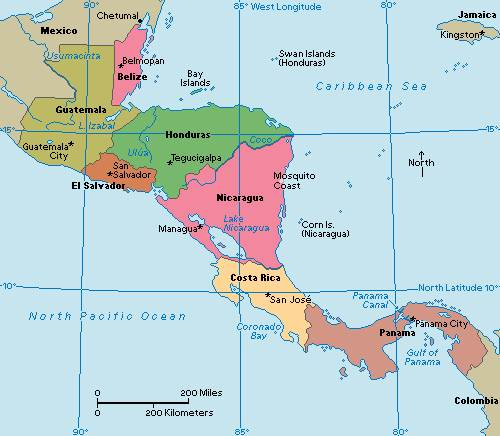 90°
85° West Longitude
80°
Chetumal
Mexico
Jamaica
Kingston
Usumacinta
Belmopan
Belize
Swan Islands
(Honduras)
Bay
Islands
Caribbean Sea
Guatemala
L. Izabal
15°
15°
Honduras
Coco
Guatemala
City
Ulúa
Tegucigalpa
North
San
Salvador
El Salvador
Mosquito
Coast
Nicaragua
Lake
Nicaragua
Managua
Corn Is.
(Nicaragua)
Costa Rica
10°
North Latitude 10°
San José
Panama
Canal
Panama City
North Pacific Ocean
Coronado
Bay
Panama
Gulf of
Panama
0
200 Miles
0
200 Kilometers
Colombia
90°
85°
80°